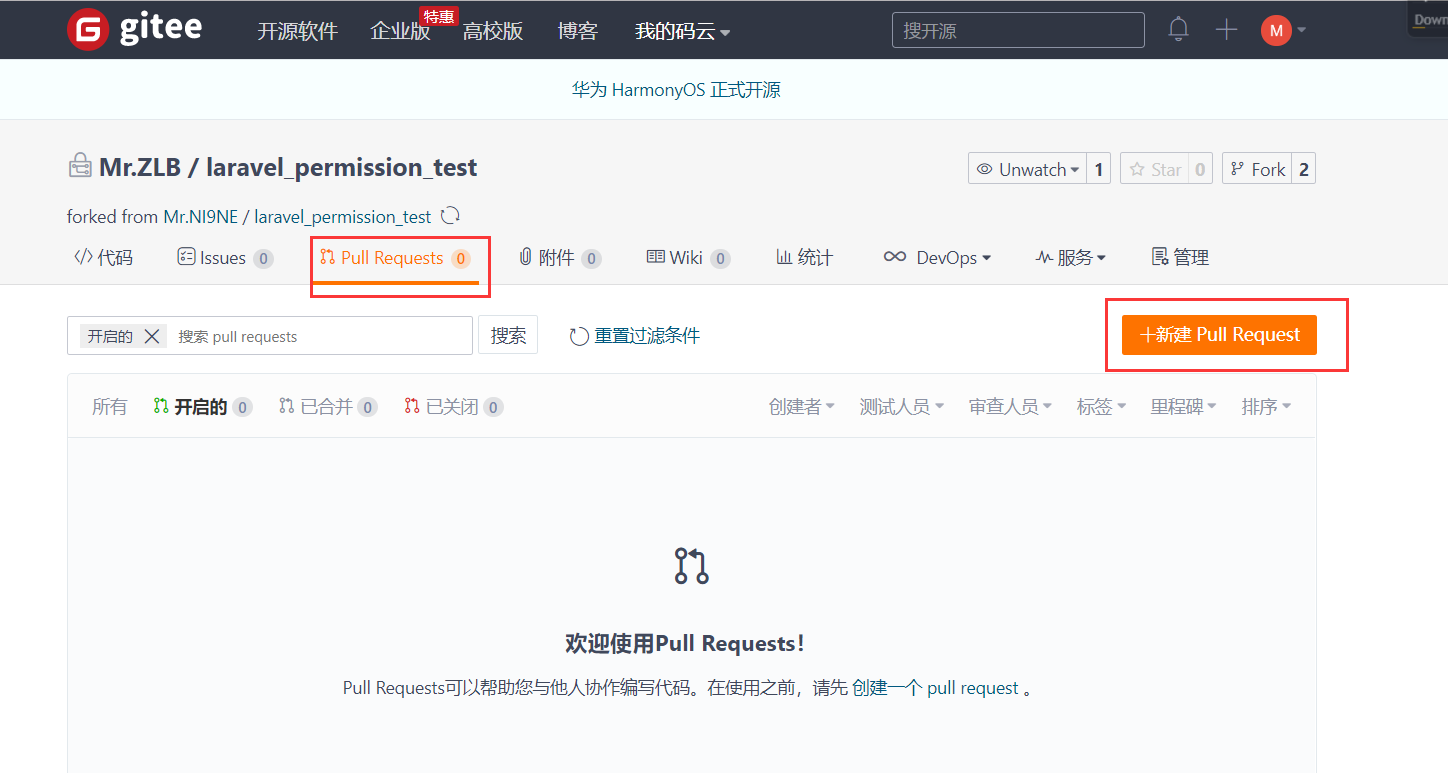 gitee 开源软件 企业版 特惠 高校版 博客 我的码云 搜开源 M
华为 HarmonyOS 正式开源
Mr.ZLB / laravel_permission_test Unwatch 1 Star 0 Fork 2
forked from Mr.NI9NE / laravel_permission_test
代码 Issues 0 Pull Requests 0 附件 0 Wiki 0 统计 DevOps 服务 管理
开启的 搜索 pull requests 搜索 重置过滤条件 +新建 Pull Request
所有 开启的 0 已合并 0 已关闭 0 创建者 测试人员 审查人员 标签 里程碑 排序
欢迎使用Pull Requests!
Pull Requests可以帮助您与他人协作编写代码。在使用之前，请先 创建一个 pull request 。